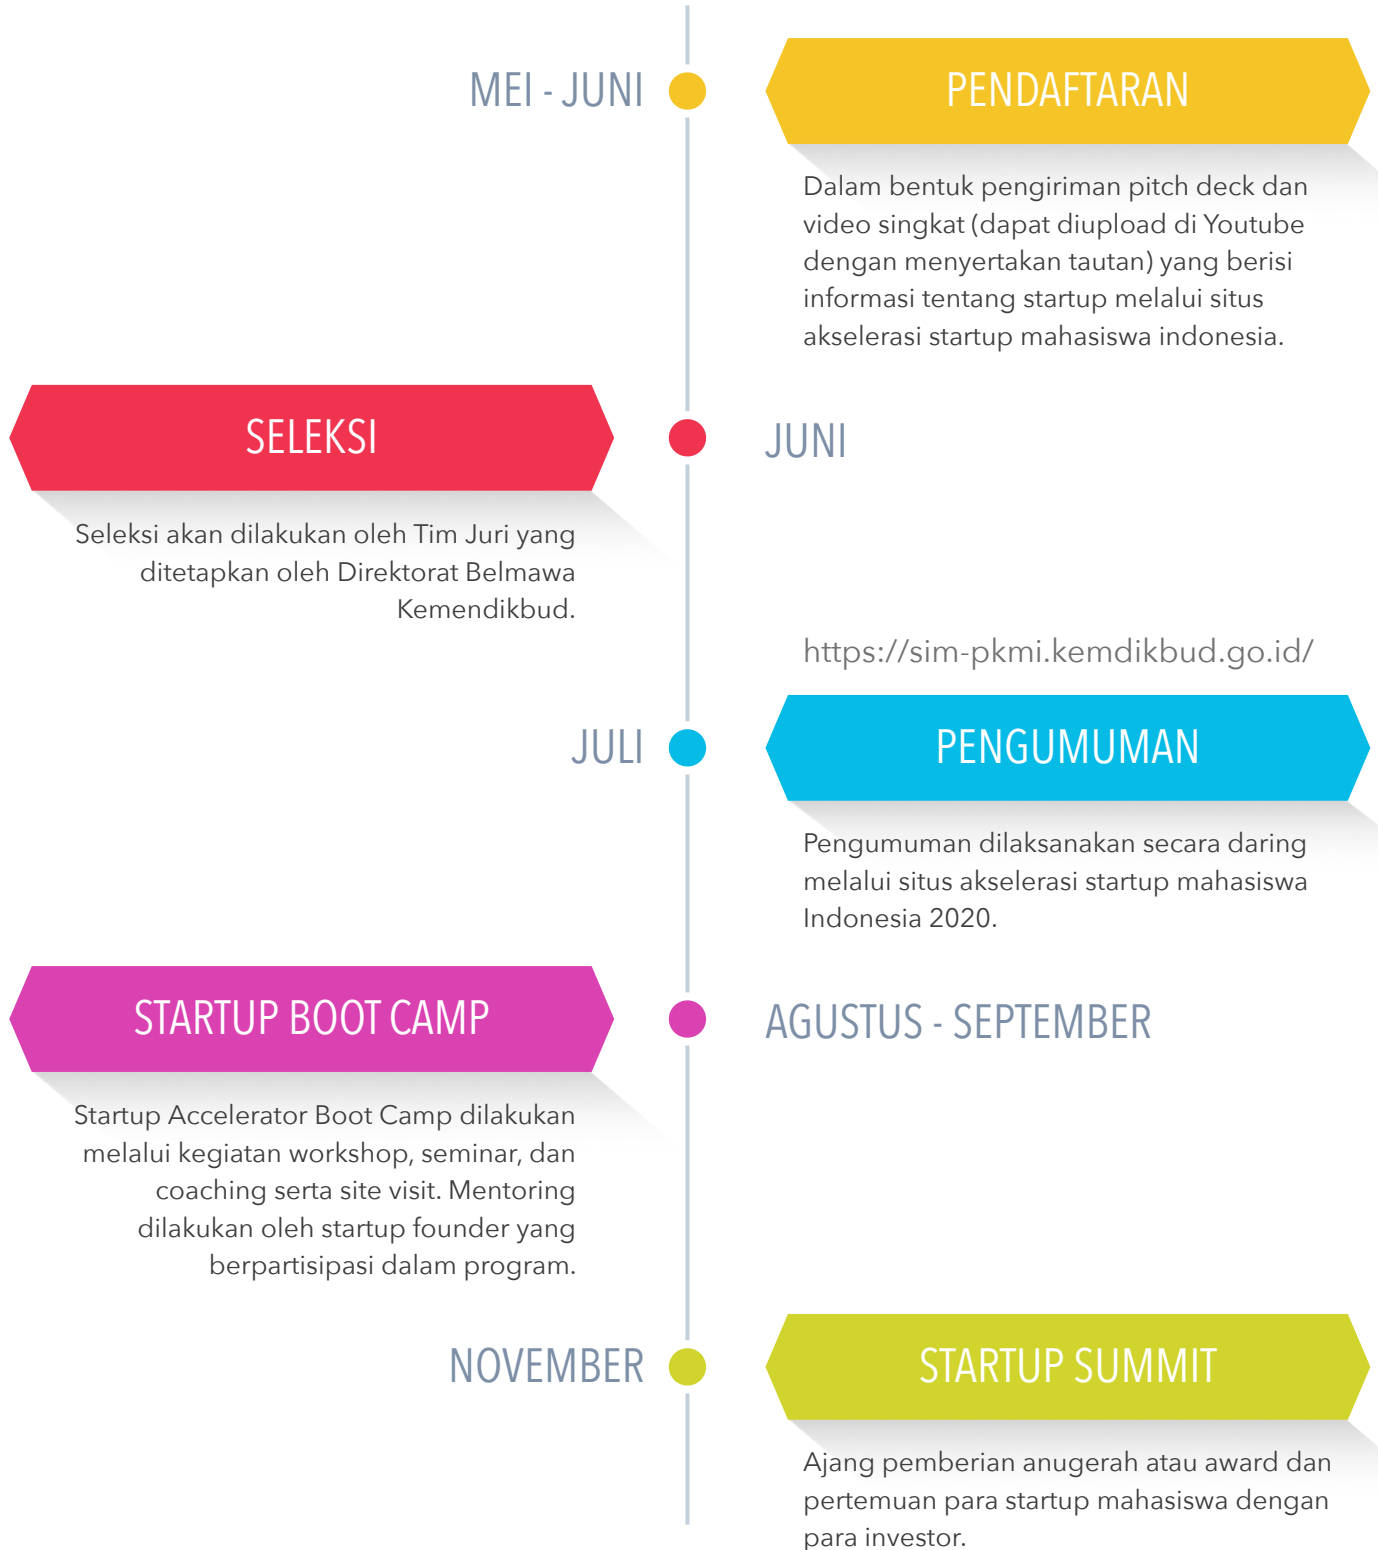 MEI - JUNI
PENDAFTARAN
Dalam bentuk pengiriman pitch deck dan
video singkat (dapat diupload di Youtube
dengan menyertakan tautan) yang berisi
informasi tentang startup melalui situs
akselerasi startup mahasiswa indonesia.
SELEKSI
JUNI
Seleksi akan dilakukan oleh Tim Juri yang
ditetapkan oleh Direktorat Belmawa
Kemendikbud.
https://sim-pkmi.kemdikbud.go.id/
JULI
PENGUMUMAN
Pengumuman dilaksanakan secara daring
melalui situs akselerasi startup mahasiswa
Indonesia 2020.
STARTUP BOOT CAMP
AGUSTUS - SEPTEMBER
Startup Accelerator Boot Camp dilakukan
melalui kegiatan workshop, seminar, dan
coaching serta site visit. Mentoring
dilakukan oleh startup founder yang
berpartisipasi dalam program.
NOVEMBER
STARTUP SUMMIT
Ajang pemberian anugerah atau award dan
pertemuan para startup mahasiswa dengan
para investor.